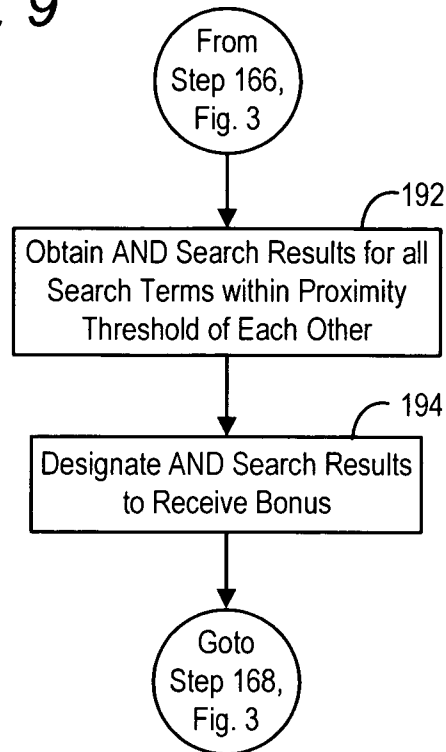 9
From
Step 166,
Fig. 3
192
Obtain AND Search Results for all
Search Terms within Proximity
Threshold of Each Other
194
Designate AND Search Results
to Receive Bonus
Goto
Step 168,
Fig. 3